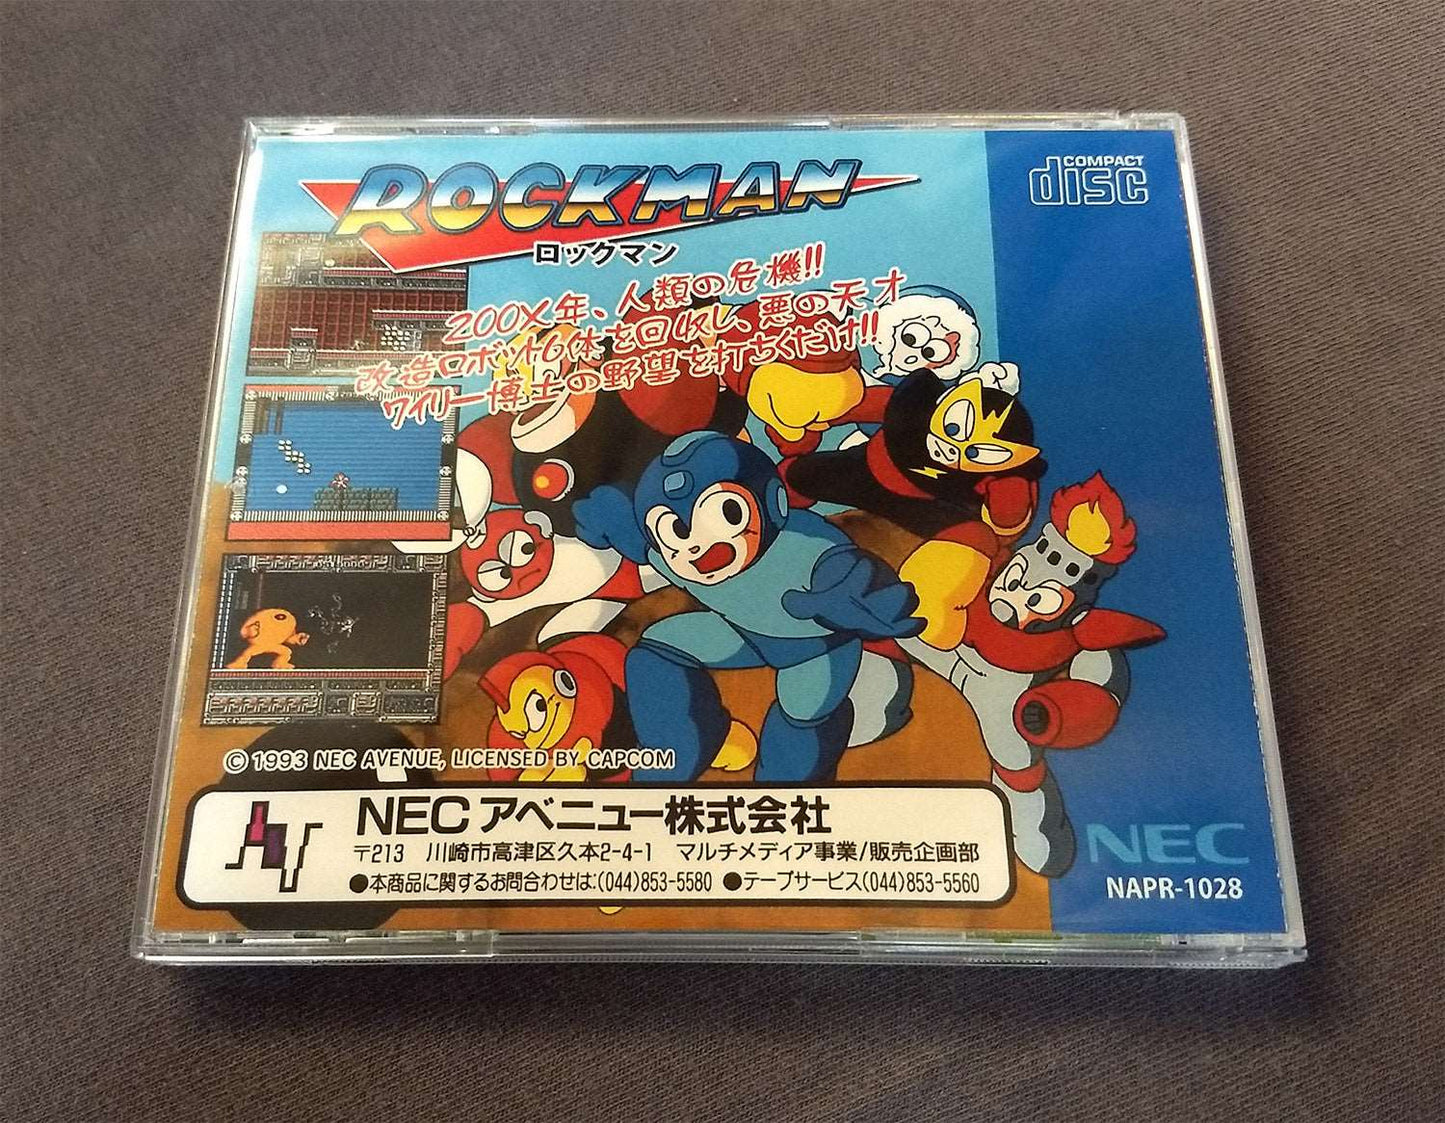 ROCKMAN
ロックマン
COMPACT
disc
200X年、人類の危機!!
改造ロボット6体を回収し、悪の天才
ワイリー博士の野望を打ちくだけ!!
© 1993 NEC AVENUE, LICENSED BY CAPCOM
NECアベニュー株式会社
〒213 川崎市高津区久本2-4-1 マルチメディア事業/販売企画部
●本商品に関するお問合わせは:(044)853-5580 ●テープサービス(044)853-5560
NEC
NAPR-1028